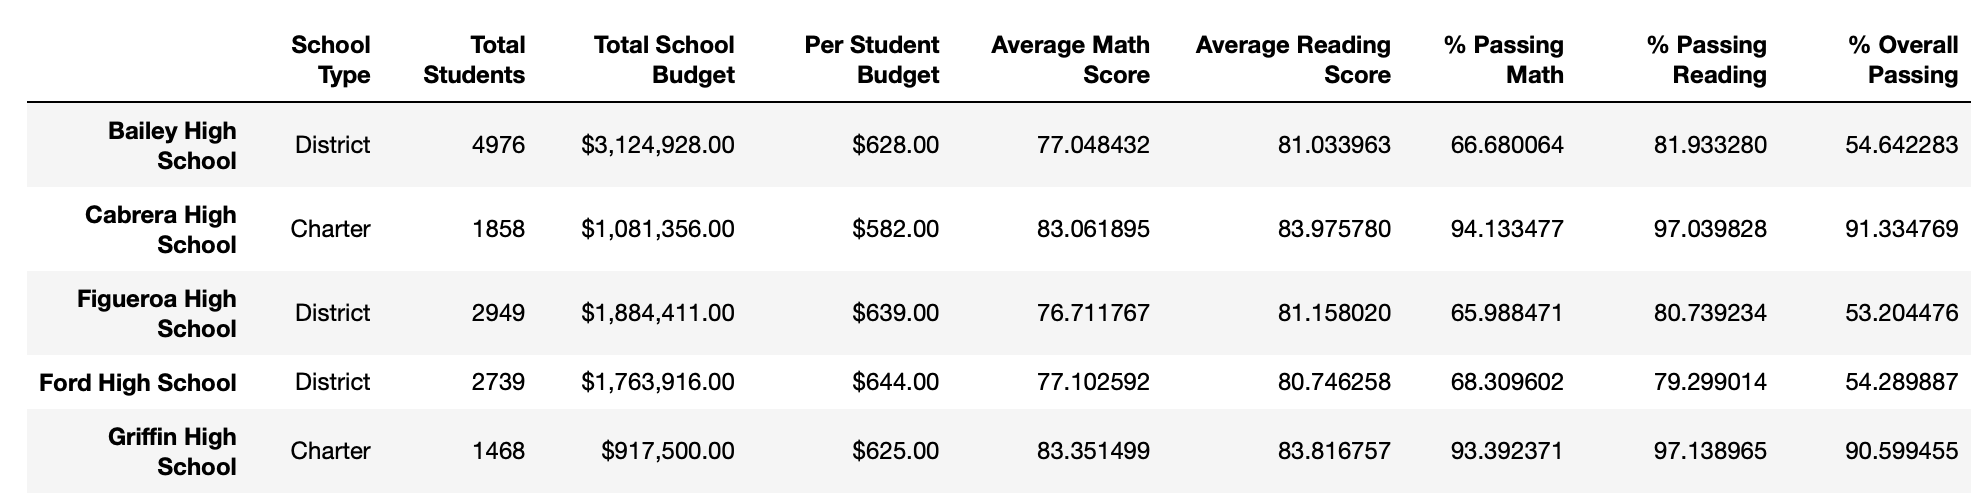 School Type Total Students Total School Budget Per Student Budget Average Math Score Average Reading Score % Passing Math % Passing Reading % Overall Passing
Bailey High School District 4976 $3,124,928.00 $628.00 77.048432 81.033963 66.680064 81.933280 54.642283
Cabrera High School Charter 1858 $1,081,356.00 $582.00 83.061895 83.975780 94.133477 97.039828 91.334769
Figueroa High School District 2949 $1,884,411.00 $639.00 76.711767 81.158020 65.988471 80.739234 53.204476
Ford High School District 2739 $1,763,916.00 $644.00 77.102592 80.746258 68.309602 79.299014 54.289887
Griffin High School Charter 1468 $917,500.00 $625.00 83.351499 83.816757 93.392371 97.138965 90.599455